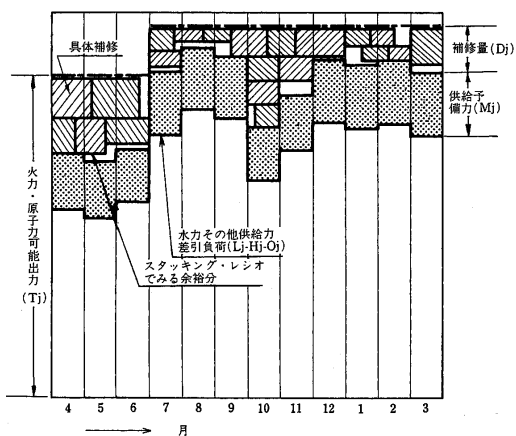 具体補修
補修量(Dj)
供給予
備力(Mj)
火力・原子力可能出力
(Tj)
水力その他供給力
差引負荷(Lj-Hj-Oj)
スタッキング・レシオ
でみる余裕分
4 5 6 7 8 9 10 11 12 1 2 3
月